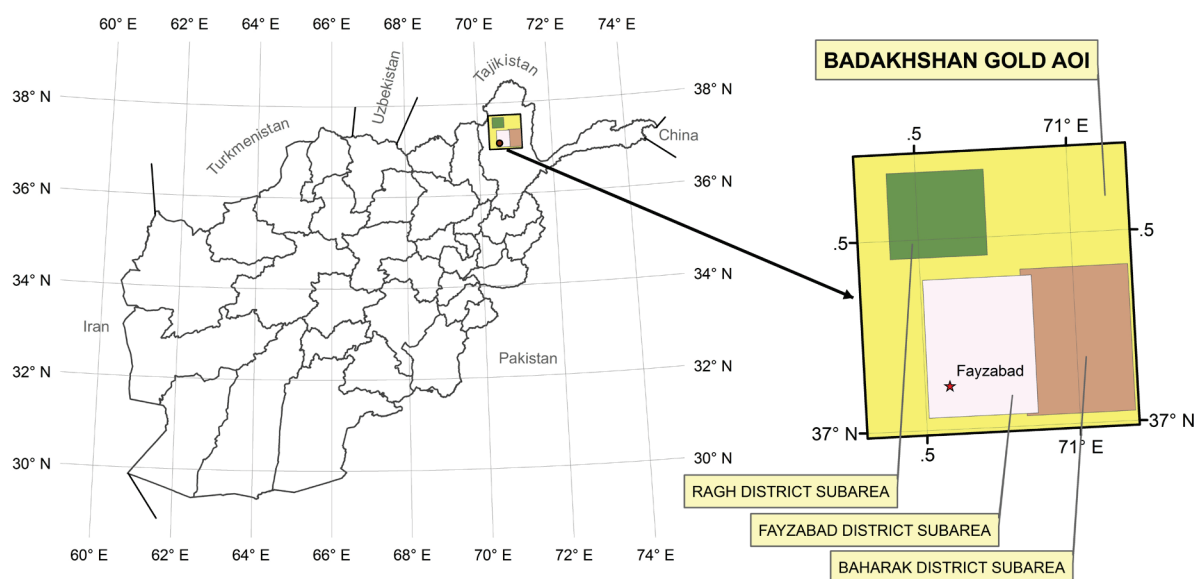 60° E 62° E 64° E 66° E 68° E 70° E 72° E 74° E
38° N
36° N
34° N
32° N
30° N
Turkmenistan
Uzbekistan
Tajikistan
China
Iran
Pakistan
38° N
36° N
34° N
32° N
30° N
60° E 62° E 64° E 66° E 68° E 70° E 72° E 74° E
BADAKHSHAN GOLD AOI
.5 71° E
.5 .5
Fayzabad
37° N 37° N
.5 71° E
RAGH DISTRICT SUBAREA
FAYZABAD DISTRICT SUBAREA
BAHARAK DISTRICT SUBAREA